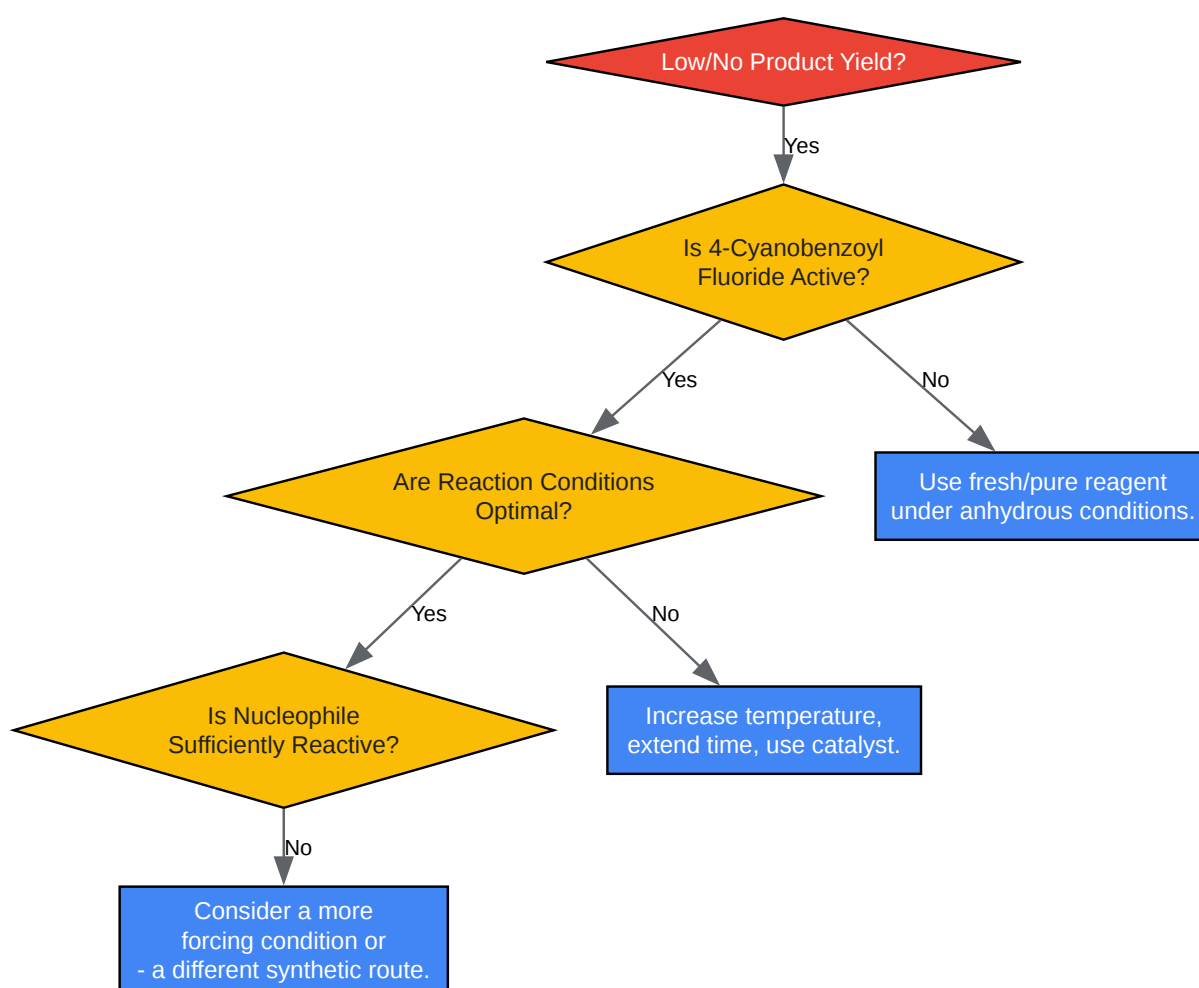 Low/No Product Yield?
Yes
Is 4-Cyanobenzoyl
Fluoride Active?
Yes
No
Are Reaction Conditions
Optimal?
Use fresh/pure reagent
under anhydrous conditions.
Yes
No
Is Nucleophile
Sufficiently Reactive?
Increase temperature,
extend time, use catalyst.
No
Consider a more
forcing condition or
- a different synthetic route.